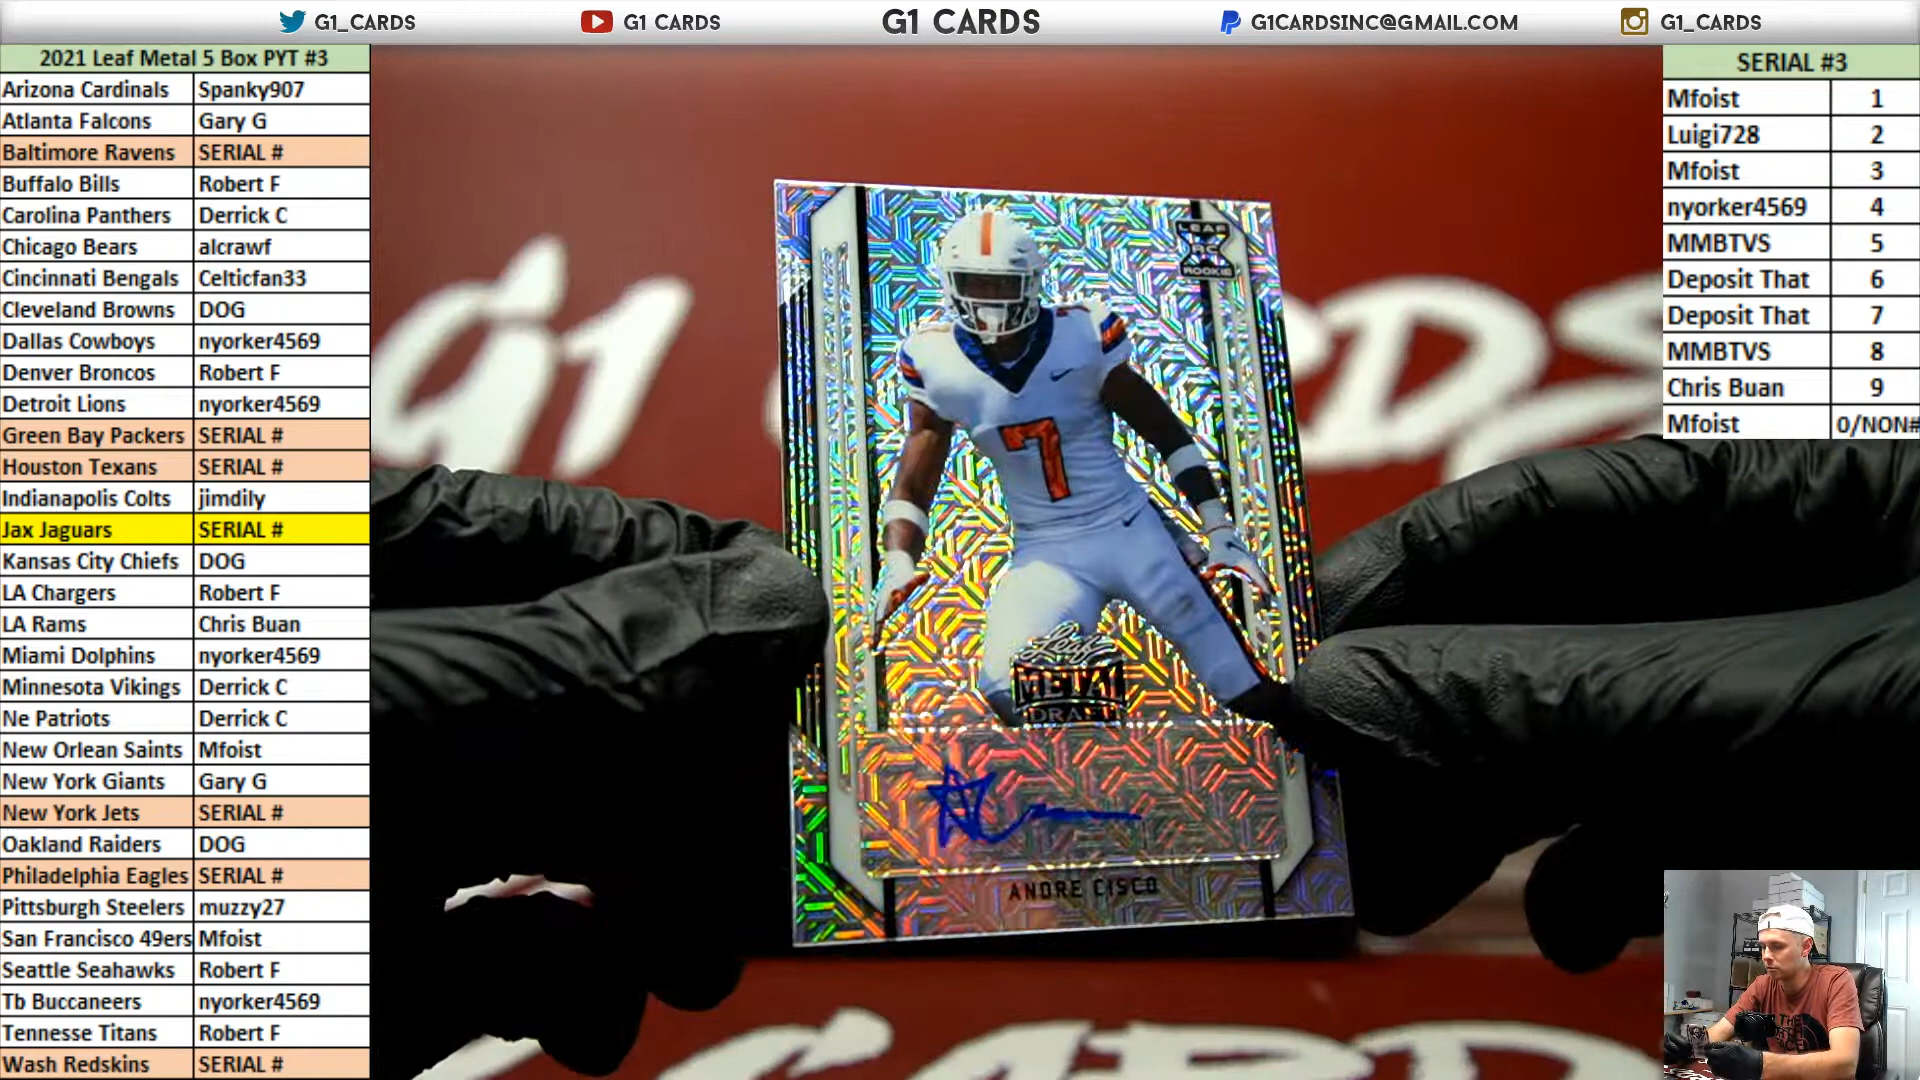 G1_CARDS
G1 CARDS
G1 CARDS
G1CARDSINC@GMAIL.COM
G1_CARDS
2021 Leaf Metal 5 Box PYT #3
Arizona Cardinals Spanky907
Atlanta Falcons Gary G
Baltimore Ravens SERIAL #
Buffalo Bills Robert F
Carolina Panthers Derrick C
Chicago Bears alcrawf
Cincinnati Bengals Celticfan33
Cleveland Browns DOG
Dallas Cowboys nyorker4569
Denver Broncos Robert F
Detroit Lions nyorker4569
Green Bay Packers SERIAL #
Houston Texans SERIAL #
Indianapolis Colts jimdily
Jax Jaguars SERIAL #
Kansas City Chiefs DOG
LA Chargers Robert F
LA Rams Chris Buan
Miami Dolphins nyorker4569
Minnesota Vikings Derrick C
Ne Patriots Derrick C
New Orlean Saints Mfoist
New York Giants Gary G
New York Jets SERIAL #
Oakland Raiders DOG
Philadelphia Eagles SERIAL #
Pittsburgh Steelers muzzy27
San Francisco 49ers Mfoist
Seattle Seahawks Robert F
Tb Buccaneers nyorker4569
Tennesse Titans Robert F
Wash Redskins SERIAL #
G1 CARDS
LEAF
RC
ROOKIE
7
Leaf
METAL
DRAFT
ANDRE CISCO
SERIAL #3
Mfoist 1
Luigi728 2
Mfoist 3
nyorker4569 4
MMBTVS 5
Deposit That 6
Deposit That 7
MMBTVS 8
Chris Buan 9
Mfoist 0/NON#